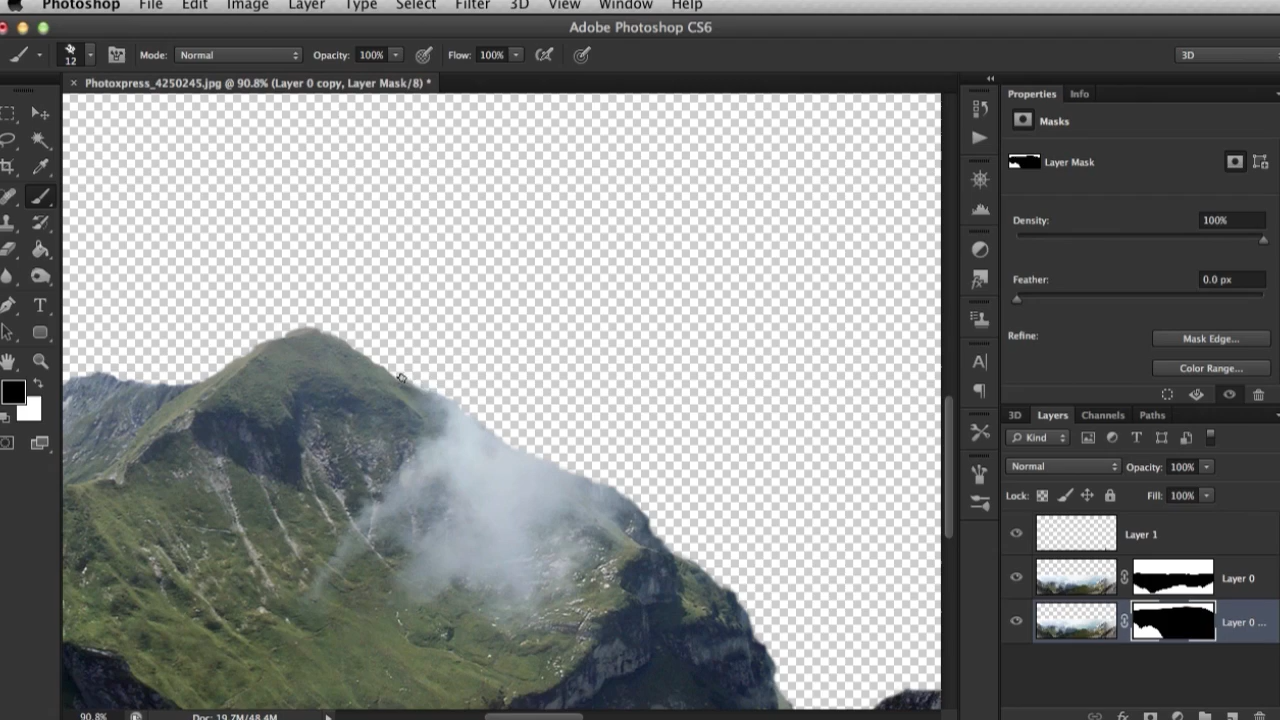 Photoshop File Edit Image Layer Type Select Filter 3D View Window Help
Adobe Photoshop CS6
12 Mode: Normal Opacity: 100% Flow: 100% 3D
× Photoxpress_4250245.jpg @ 90.8% (Layer 0 copy, Layer Mask/8) *
Properties Info
Masks
Layer Mask
Density: 100%
Feather: 0.0 px
Refine: Mask Edge...
Color Range...
3D Layers Channels Paths
Kind T
Normal Opacity: 100%
Lock: Fill: 100%
Layer 1
Layer 0
Layer 0 ...
90.8% Doc: 19.7M/48.4M